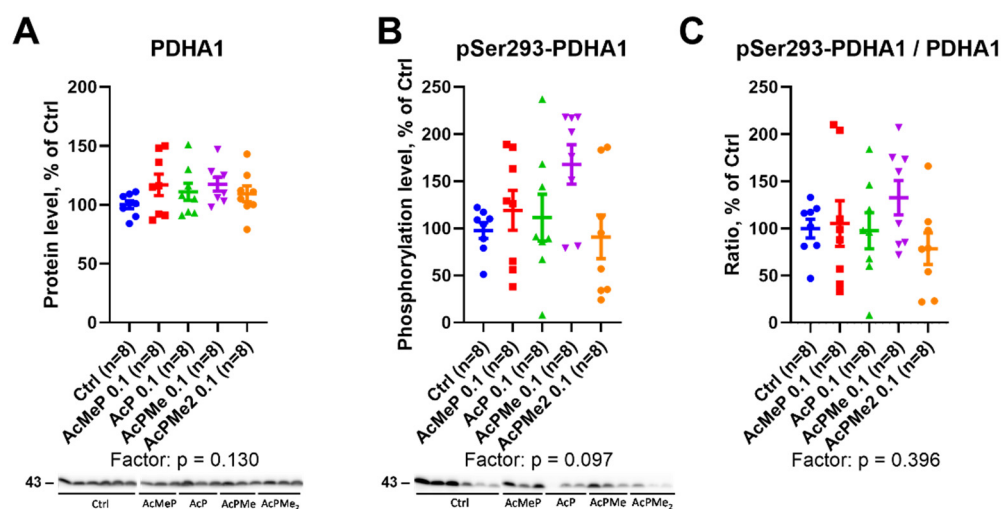 A
PDHA1
Protein level, % of Ctrl
200
150
100
50
0
Ctrl (n=8)
AcMeP 0.1 (n=8)
AcP 0.1 (n=8)
AcPMe 0.1 (n=8)
AcPMe2 0.1 (n=8)
Factor: p = 0.130
43 –
Ctrl AcMeP AcP AcPMe AcPMe₂
B
pSer293-PDHA1
Phosphorylation level, % of Ctrl
250
200
150
100
50
0
Ctrl (n=8)
AcMeP 0.1 (n=8)
AcP 0.1 (n=8)
AcPMe 0.1 (n=8)
AcPMe2 0.1 (n=8)
Factor: p = 0.097
43 –
Ctrl AcMeP AcP AcPMe AcPMe₂
C
pSer293-PDHA1 / PDHA1
Ratio, % of Ctrl
250
200
150
100
50
0
Ctrl (n=8)
AcMeP 0.1 (n=8)
AcP 0.1 (n=8)
AcPMe 0.1 (n=8)
AcPMe2 0.1 (n=8)
Factor: p = 0.396